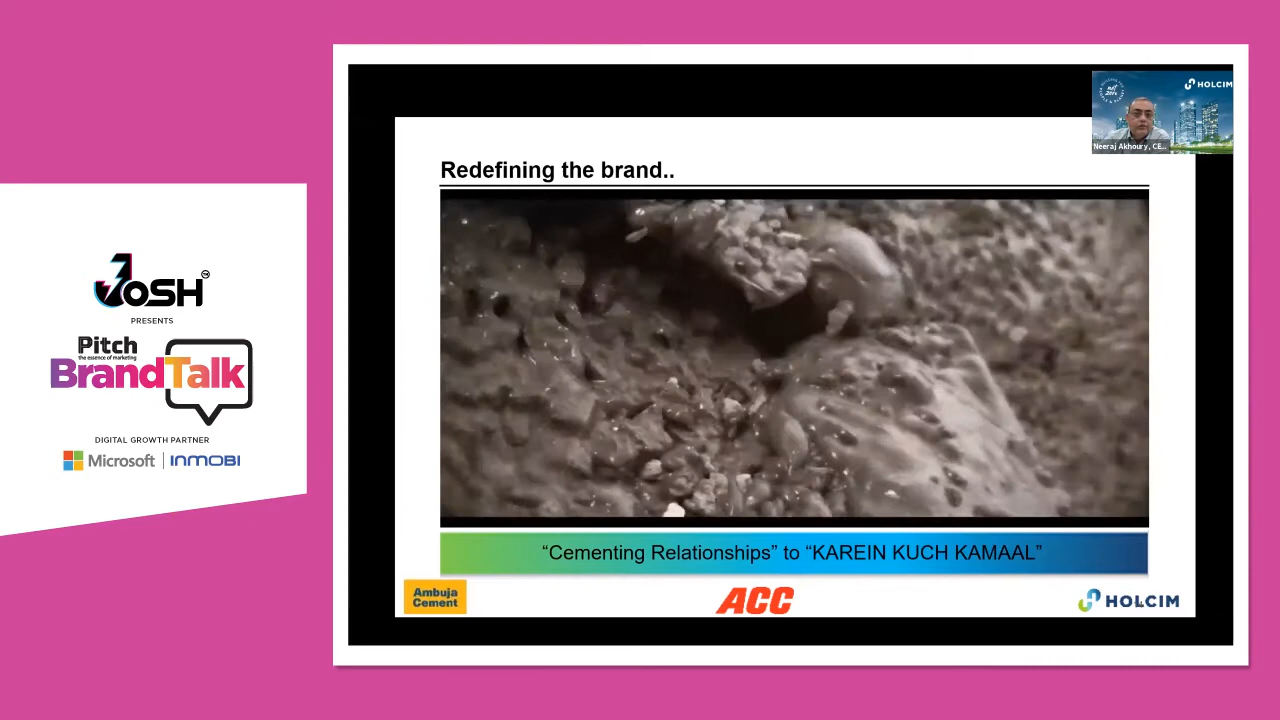 JOSH
PRESENTS
Pitch
the essence of marketing
BrandTalk
DIGITAL GROWTH PARTNER
Microsoft | INMOBI
HOLCIM
Neeraj Akhoury, CE...
Redefining the brand..
“Cementing Relationships” to “KAREIN KUCH KAMAAL”
Ambuja
Cement
ACC
HOLCIM